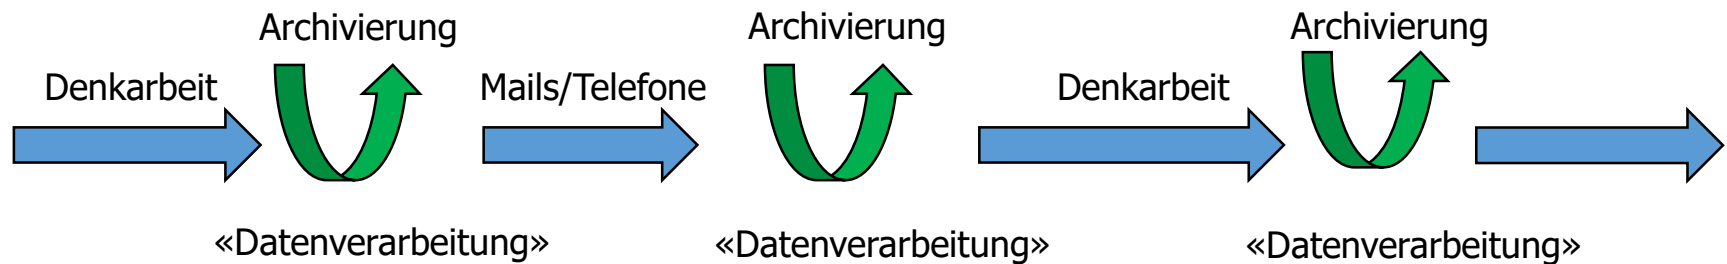 Archivierung
Archivierung
Archivierung
Denkarbeit
Mails/Telefone
Denkarbeit
«Datenverarbeitung»
«Datenverarbeitung»
«Datenverarbeitung»